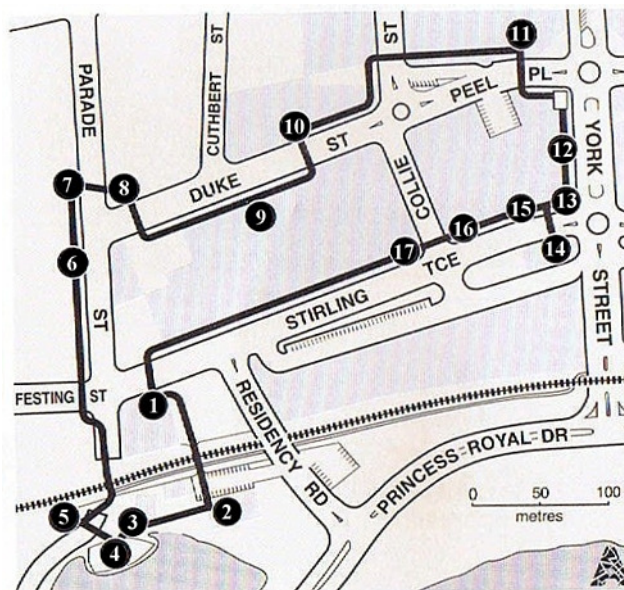 11
ST
ST
CUTHBERT
PARADE
PEEL
PL
10
ST
YORK
12
7
8
DUKE
9
COLLIE
13
15
16
17
14
6
TCE
STREET
STIRLING
ST
FESTING ST
1
RESIDENCY RD
PRINCESS ROYAL DR
2
0 50 100
metres
5
3
4